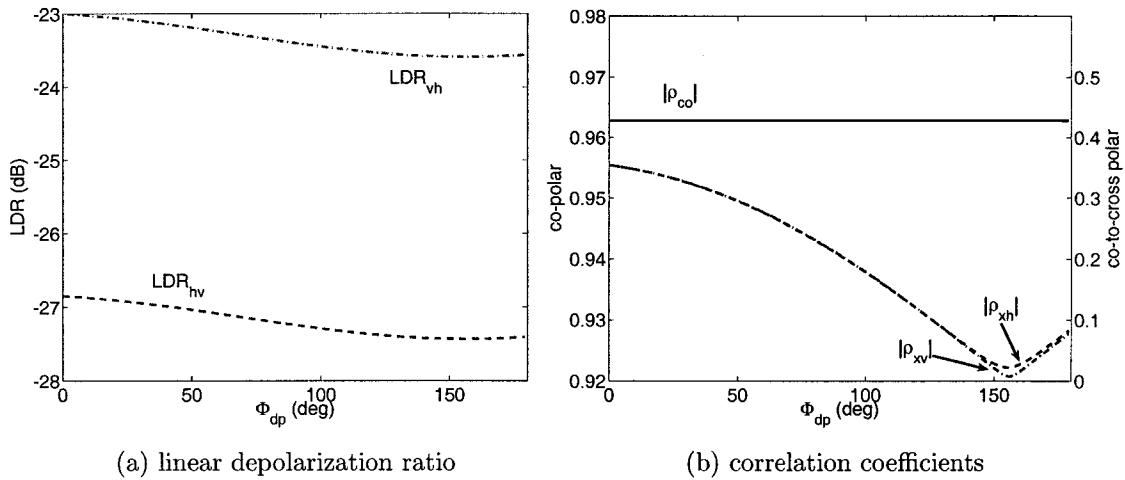 -23
-24
-25
-26
-27
-28
LDR (dB)
LDR_vh
LDR_hv
0 50 100 150
Φ_dp (deg)
(a) linear depolarization ratio
0.98
0.97
0.96
0.95
0.94
0.93
0.92
co-polar
|ρ_co|
|ρ_xh|
|ρ_xv|
0.5
0.4
0.3
0.2
0.1
0
co-to-cross polar
0 50 100 150
Φ_dp (deg)
(b) correlation coefficients